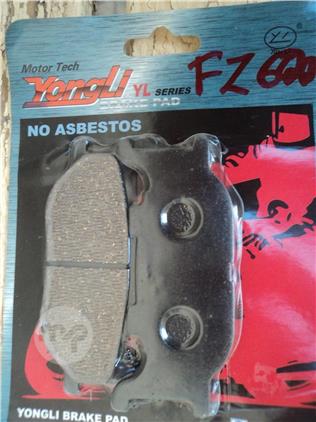 Motor Tech
YongLi YL SERIES
BRAKE PAD
FZ 600
NO ASBESTOS
YONGLI BRAKE PAD